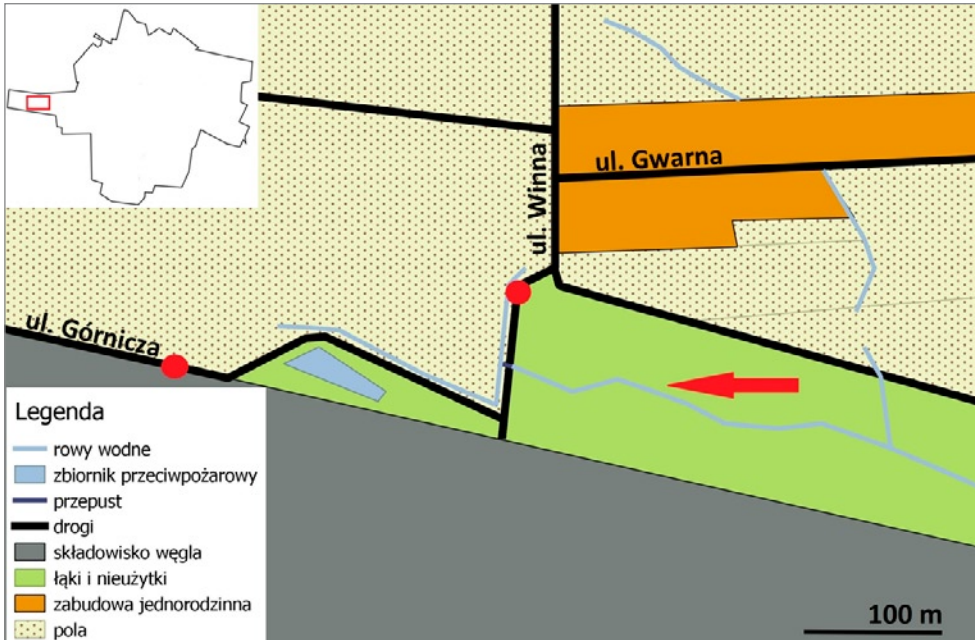 ul. Gwarna
ul. Winna
ul. Górnicza
Legenda
rowy wodne
zbiornik przeciwpożarowy
przepust
drogi
składowisko węgla
łąki i nieużytki
zabudowa jednorodzinna
pola
100 m